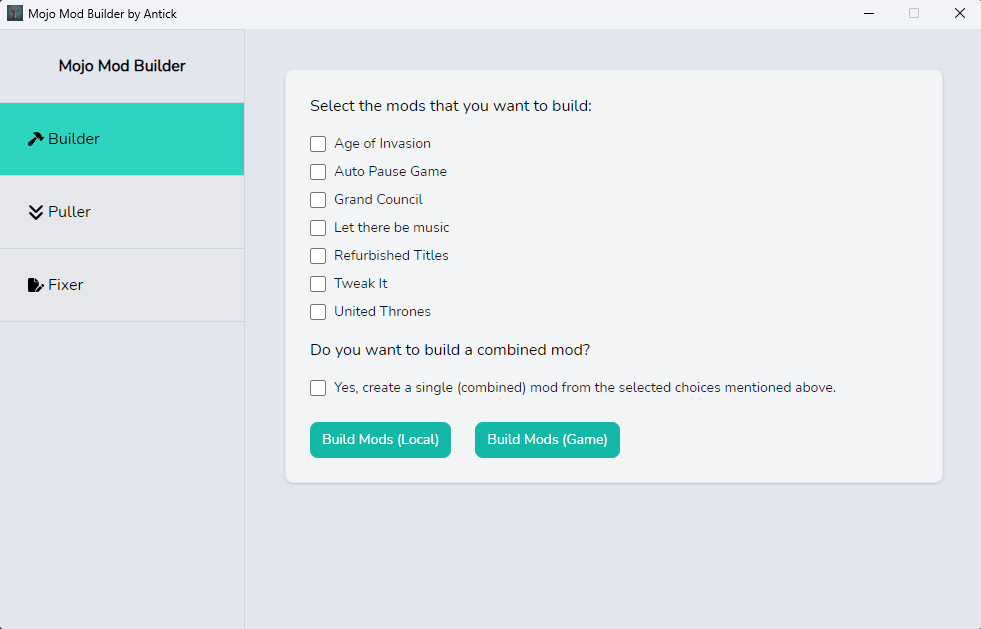 Mojo Mod Builder by Antick
Mojo Mod Builder
Builder
Puller
Fixer
Select the mods that you want to build:
Age of Invasion
Auto Pause Game
Grand Council
Let there be music
Refurbished Titles
Tweak It
United Thrones
Do you want to build a combined mod?
Yes, create a single (combined) mod from the selected choices mentioned above.
Build Mods (Local)
Build Mods (Game)